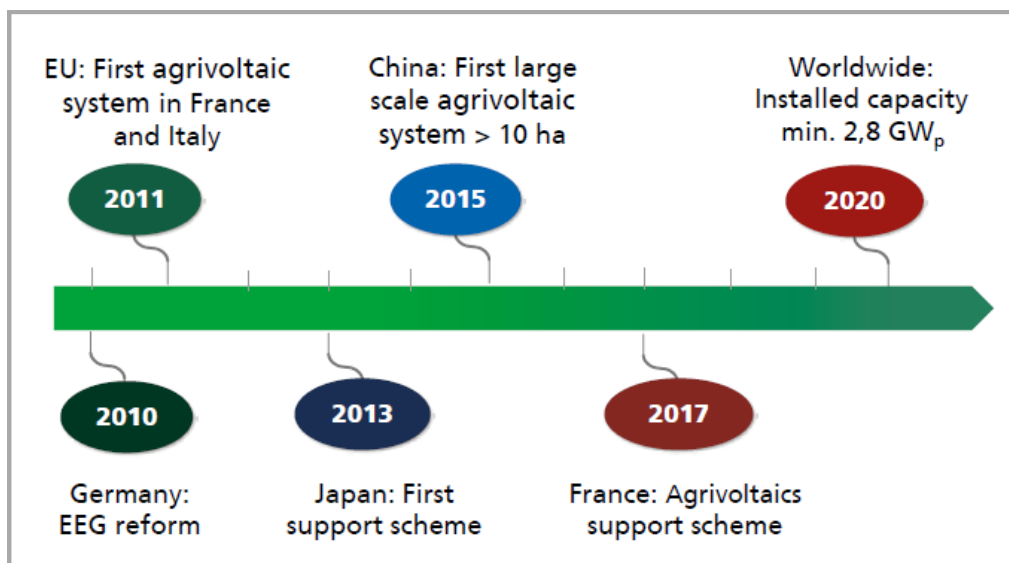 EU: First agrivoltaic
system in France
and Italy
2011
China: First large
scale agrivoltaic
system > 10 ha
2015
Worldwide:
Installed capacity
min. 2,8 GWp
2020
2010
Germany:
EEG reform
2013
Japan: First
support scheme
2017
France: Agrivoltaics
support scheme